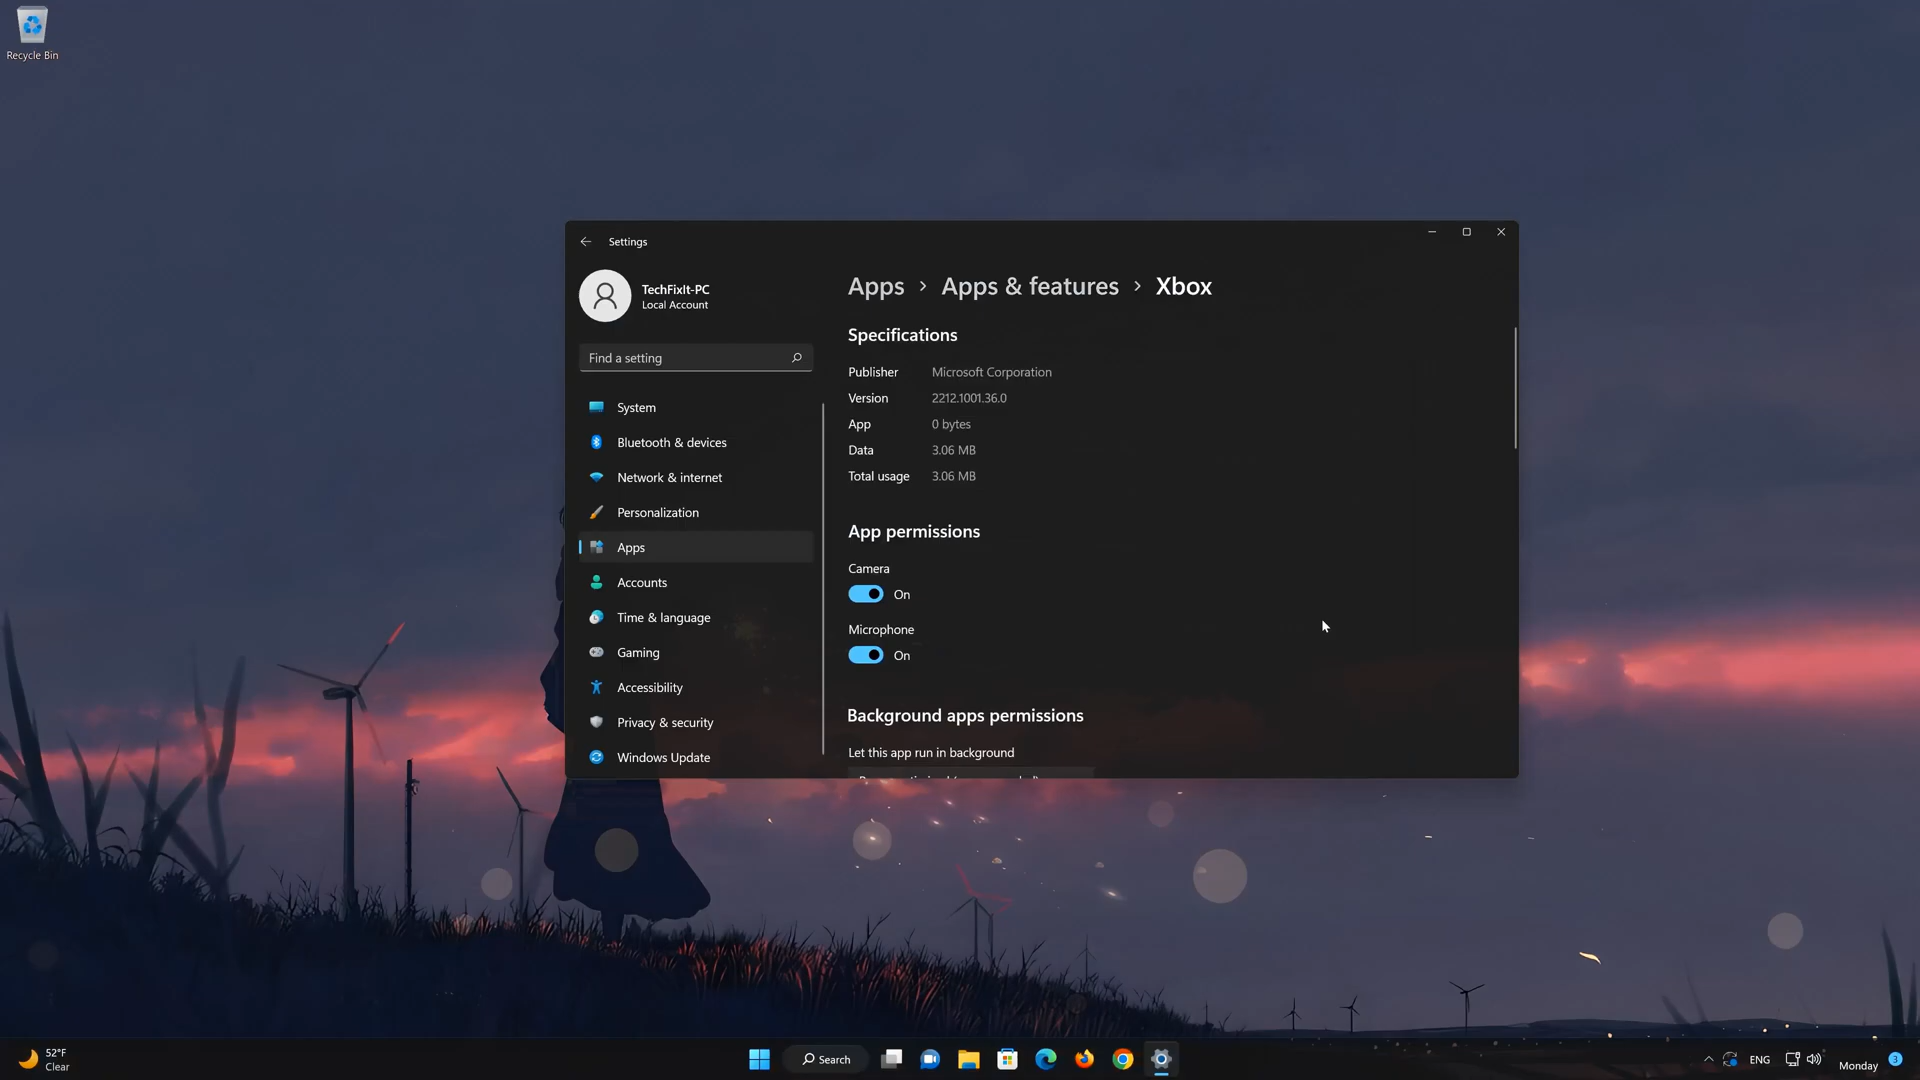 Recycle Bin
Settings
TechFixIt-PC
Local Account
Find a setting
System
Bluetooth & devices
Network & internet
Personalization
Apps
Accounts
Time & language
Gaming
Accessibility
Privacy & security
Windows Update
Apps > Apps & features > Xbox
Specifications
Publisher Microsoft Corporation
Version 2212.1001.36.0
App 0 bytes
Data 3.06 MB
Total usage 3.06 MB
App permissions
Camera
On
Microphone
On
Background apps permissions
Let this app run in background
52°F
Clear
Search
ENG
Monday
3